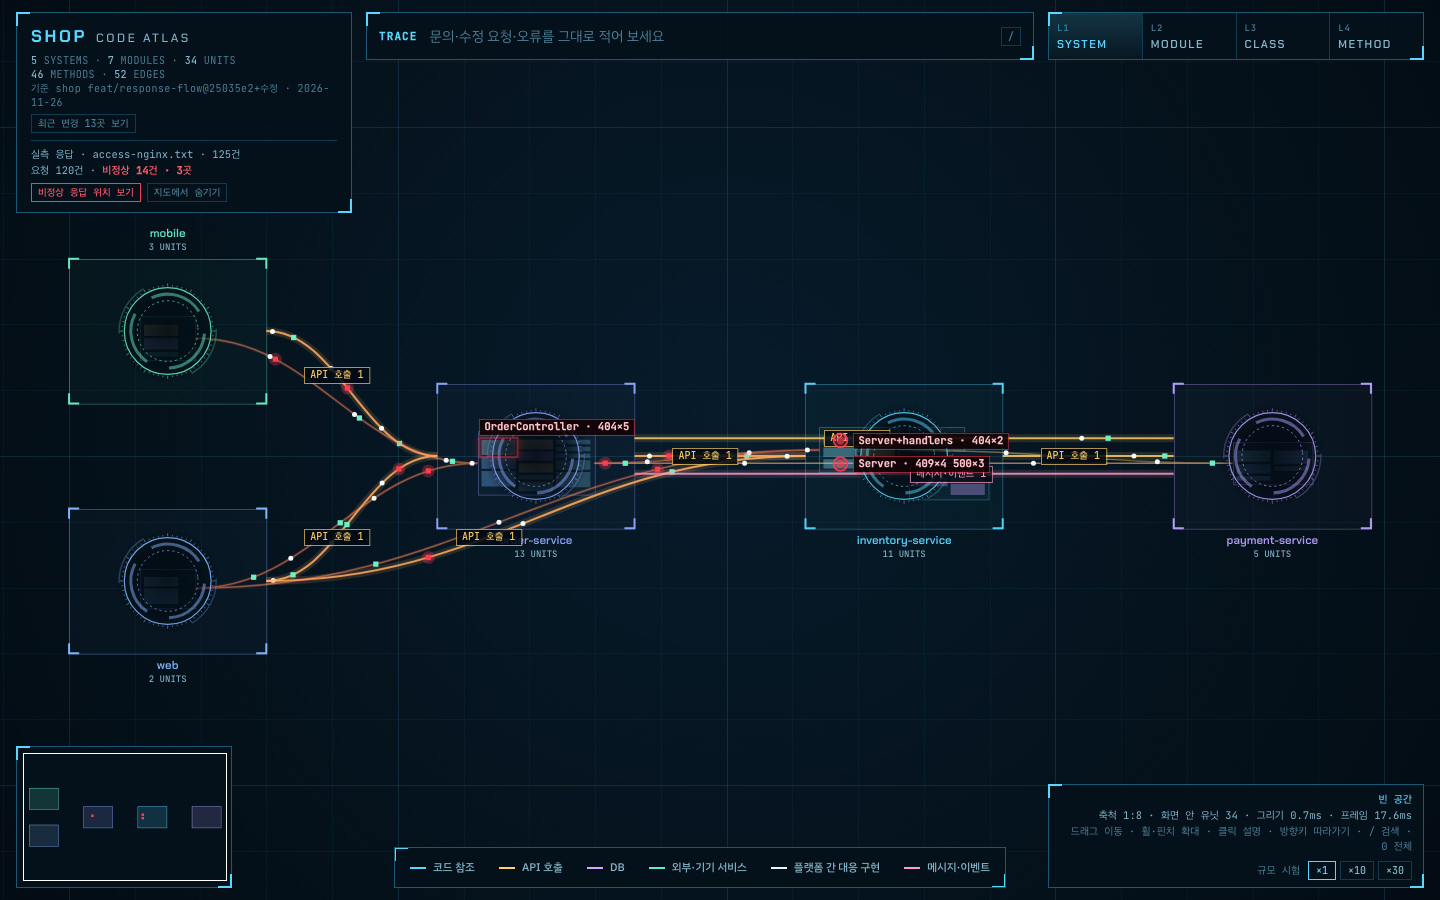 SHOP CODE ATLAS
5 SYSTEMS · 7 MODULES · 34 UNITS
46 METHODS · 52 EDGES
기준 shop feat/response-flow@25035e2+수정 · 2026-
11-26
최근 변경 13곳 보기
실측 응답 · access-nginx.txt · 125건
요청 120건 · 비정상 14건 · 3곳
비정상 응답 위치 보기
지도에서 숨기기
TRACE 문의·수정 요청·오류를 그대로 적어 보세요 /
L1
SYSTEM
L2
MODULE
L3
CLASS
L4
METHOD
mobile
3 UNITS
API 호출 1
OrderController · 404×5
API 호출 1
API
Server+handlers · 404×2
Server · 409×4 500×3
메시지·이벤트 1
API 호출 1
API 호출 1
API 호출 1
er-service
13 UNITS
inventory-service
11 UNITS
payment-service
5 UNITS
web
2 UNITS
코드 참조
API 호출
DB
외부·기기 서비스
플랫폼 간 대응 구현
메시지·이벤트
빈 공간
축척 1:8 · 화면 안 유닛 34 · 그리기 0.7ms · 프레임 17.6ms
드래그 이동 · 휠·핀치 확대 · 클릭 설명 · 방향키 따라가기 · / 검색 ·
0 전체
규모 시험 ×1 ×10 ×30